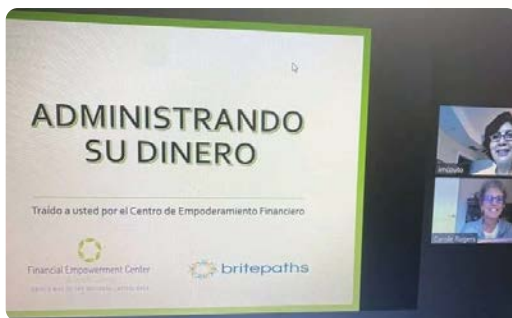 ADMINISTRANDO
SU DINERO
Traído a usted por el Centro de Empoderamiento Financiero
Financial Empowerment Center
britepaths
Carole Rogers